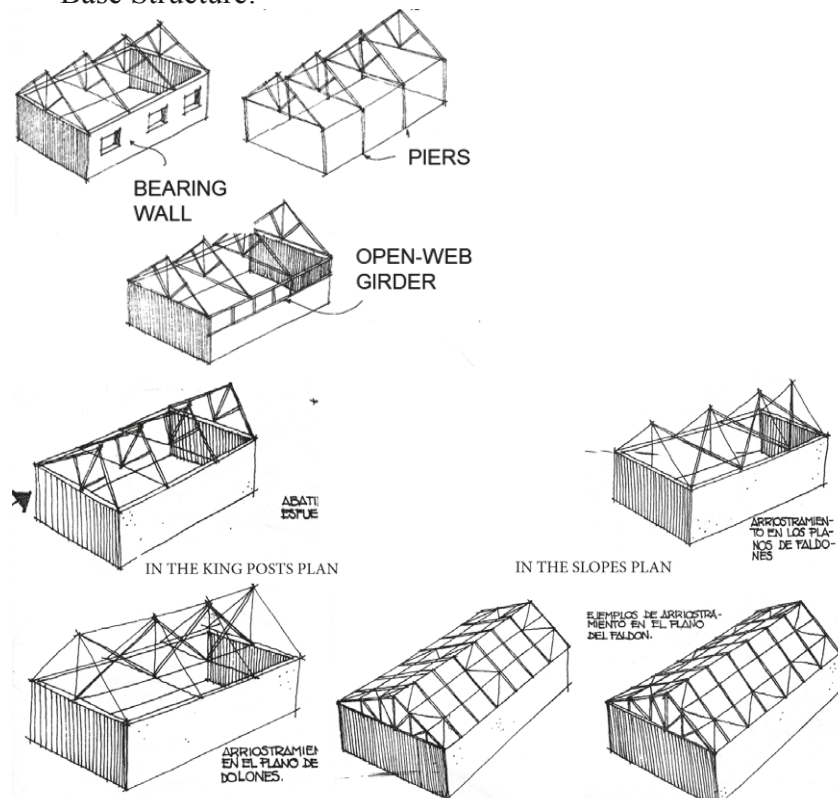 Base Structure:
BEARING
WALL
PIERS
OPEN-WEB
GIRDER
ABATI
ESFUE
IN THE KING POSTS PLAN
ARRIOSTRAMIEN-
TO EN LOS PLA-
NOS DE FALDO-
NES
IN THE SLOPES PLAN
ARRIOSTRAMIEN
EN EL PLANO DE
DOLONES.
EJEMPLOS DE ARRIOSTRA-
MIENTO EN EL PLANO
DEL FALDON.